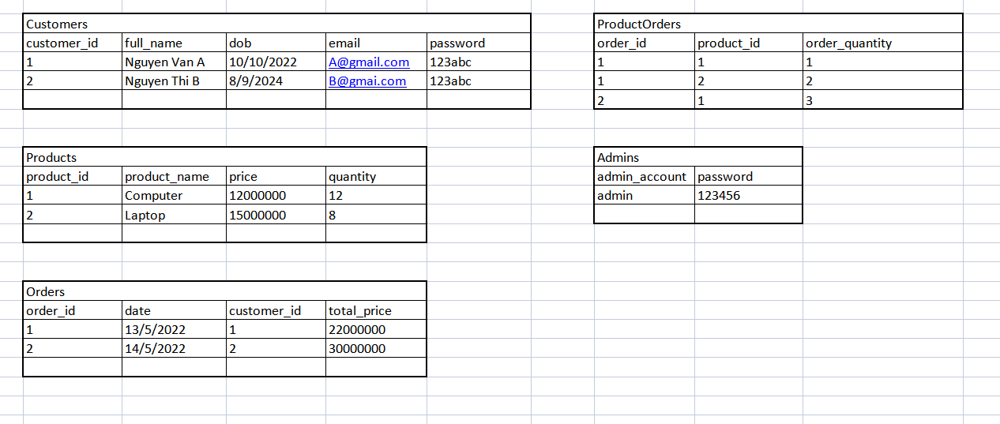 Customers
customer_id full_name dob email password
1 Nguyen Van A 10/10/2022 A@gmail.com 123abc
2 Nguyen Thi B 8/9/2024 B@gmai.com 123abc
ProductOrders
order_id product_id order_quantity
1 1 1
1 2 2
2 1 3
Products
product_id product_name price quantity
1 Computer 12000000 12
2 Laptop 15000000 8
Admins
admin_account password
admin 123456
Orders
order_id date customer_id total_price
1 13/5/2022 1 22000000
2 14/5/2022 2 30000000